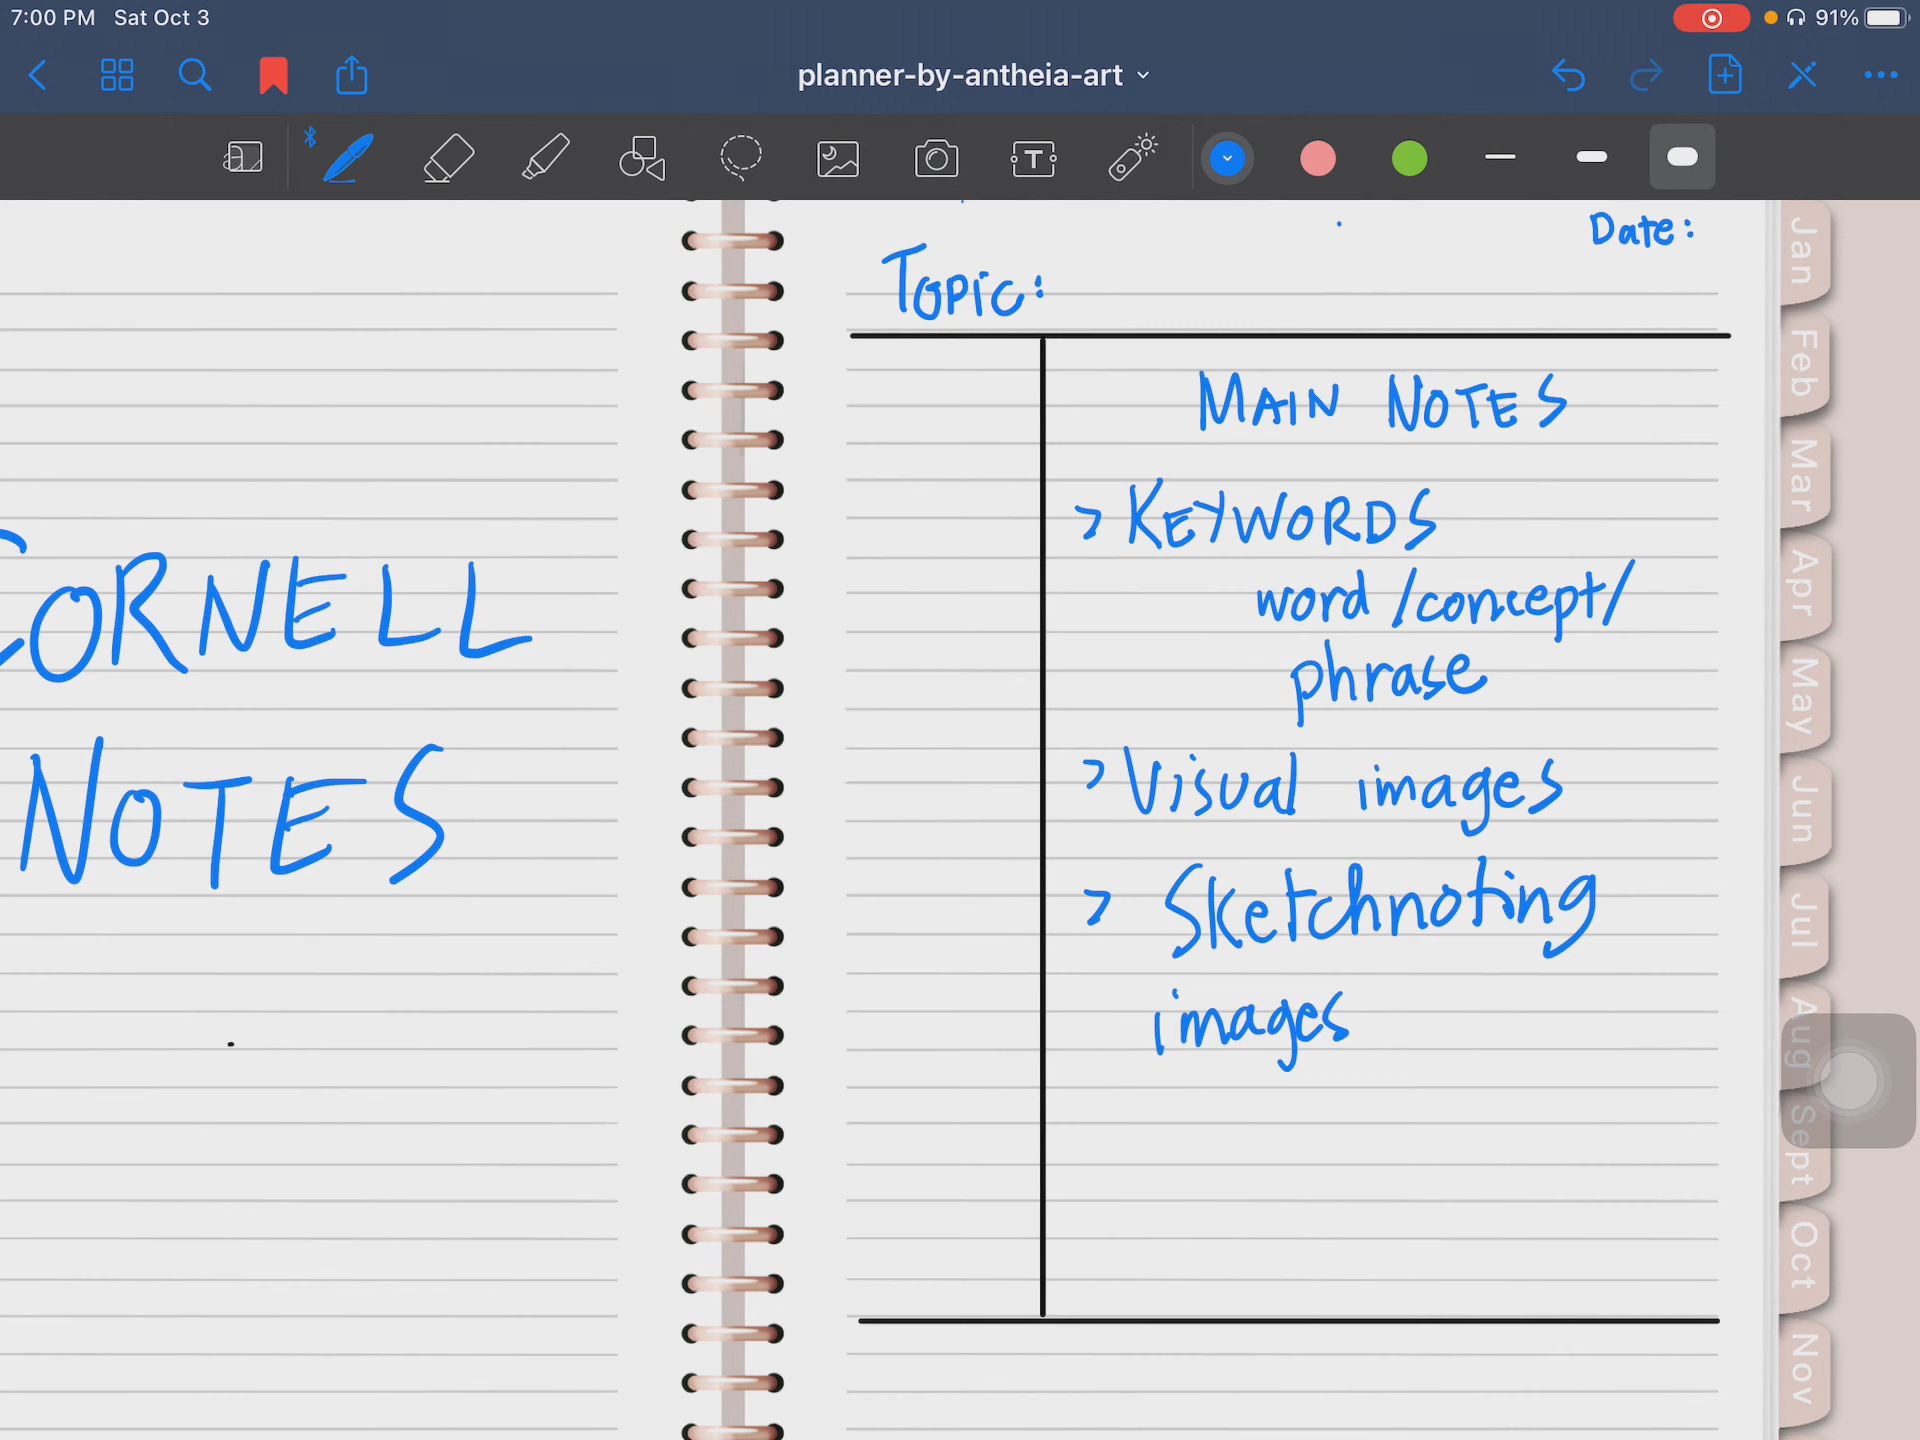 7:00 PM Sat Oct 3
91%
planner-by-antheia-art
Date:
Topic:
CORNELL
NOTES
MAIN NOTES
> KEYWORDS
word /concept/
phrase
> Visual images
> Sketchnoting
images
Jan
Feb
Mar
Apr
May
Jun
Jul
Aug
Sept
Oct
Nov